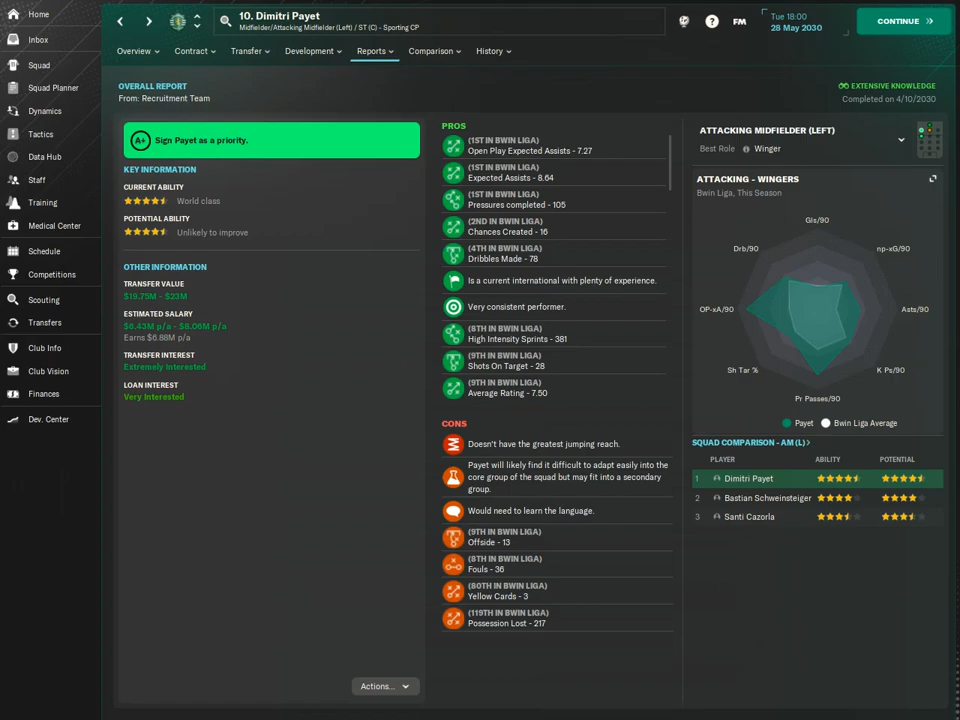 Home
Inbox
Squad
Squad Planner
Dynamics
Tactics
Data Hub
Staff
Training
Medical Center
Schedule
Competitions
Scouting
Transfers
Club Info
Club Vision
Finances
Dev. Center
10. Dimitri Payet
Midfielder/Attacking Midfielder (Left) / ST (C) - Sporting CP
FM
Tue 18:00
28 May 2030
CONTINUE
Overview
Contract
Transfer
Development
Reports
Comparison
History
OVERALL REPORT
From: Recruitment Team
EXTENSIVE KNOWLEDGE
Completed on 4/10/2030
A+ Sign Payet as a priority.
KEY INFORMATION
CURRENT ABILITY
World class
POTENTIAL ABILITY
Unlikely to improve
OTHER INFORMATION
TRANSFER VALUE
$19.75M - $23M
ESTIMATED SALARY
$6.43M p/a - $8.06M p/a
Earns $6.88M p/a
TRANSFER INTEREST
Extremely Interested
LOAN INTEREST
Very Interested
Actions...
PROS
(1ST IN BWIN LIGA)
Open Play Expected Assists - 7.27
(1ST IN BWIN LIGA)
Expected Assists - 8.64
(1ST IN BWIN LIGA)
Pressures completed - 105
(2ND IN BWIN LIGA)
Chances Created - 16
(4TH IN BWIN LIGA)
Dribbles Made - 78
Is a current international with plenty of experience.
Very consistent performer.
(8TH IN BWIN LIGA)
High Intensity Sprints - 381
(9TH IN BWIN LIGA)
Shots On Target - 28
(9TH IN BWIN LIGA)
Average Rating - 7.50
CONS
Doesn't have the greatest jumping reach.
Payet will likely find it difficult to adapt easily into the
core group of the squad but may fit into a secondary
group.
Would need to learn the language.
(9TH IN BWIN LIGA)
Offside - 13
(8TH IN BWIN LIGA)
Fouls - 36
(80TH IN BWIN LIGA)
Yellow Cards - 3
(119TH IN BWIN LIGA)
Possession Lost - 217
ATTACKING MIDFIELDER (LEFT)
Best Role Winger
ATTACKING - WINGERS
Bwin Liga, This Season
Gls/90
Drb/90
np-xG/90
OP-xA/90
Asts/90
Sh Tar %
K Ps/90
Pr Passes/90
Payet
Bwin Liga Average
SQUAD COMPARISON - AM (L)
PLAYER ABILITY POTENTIAL
1 Dimitri Payet
2 Bastian Schweinsteiger
3 Santi Cazorla